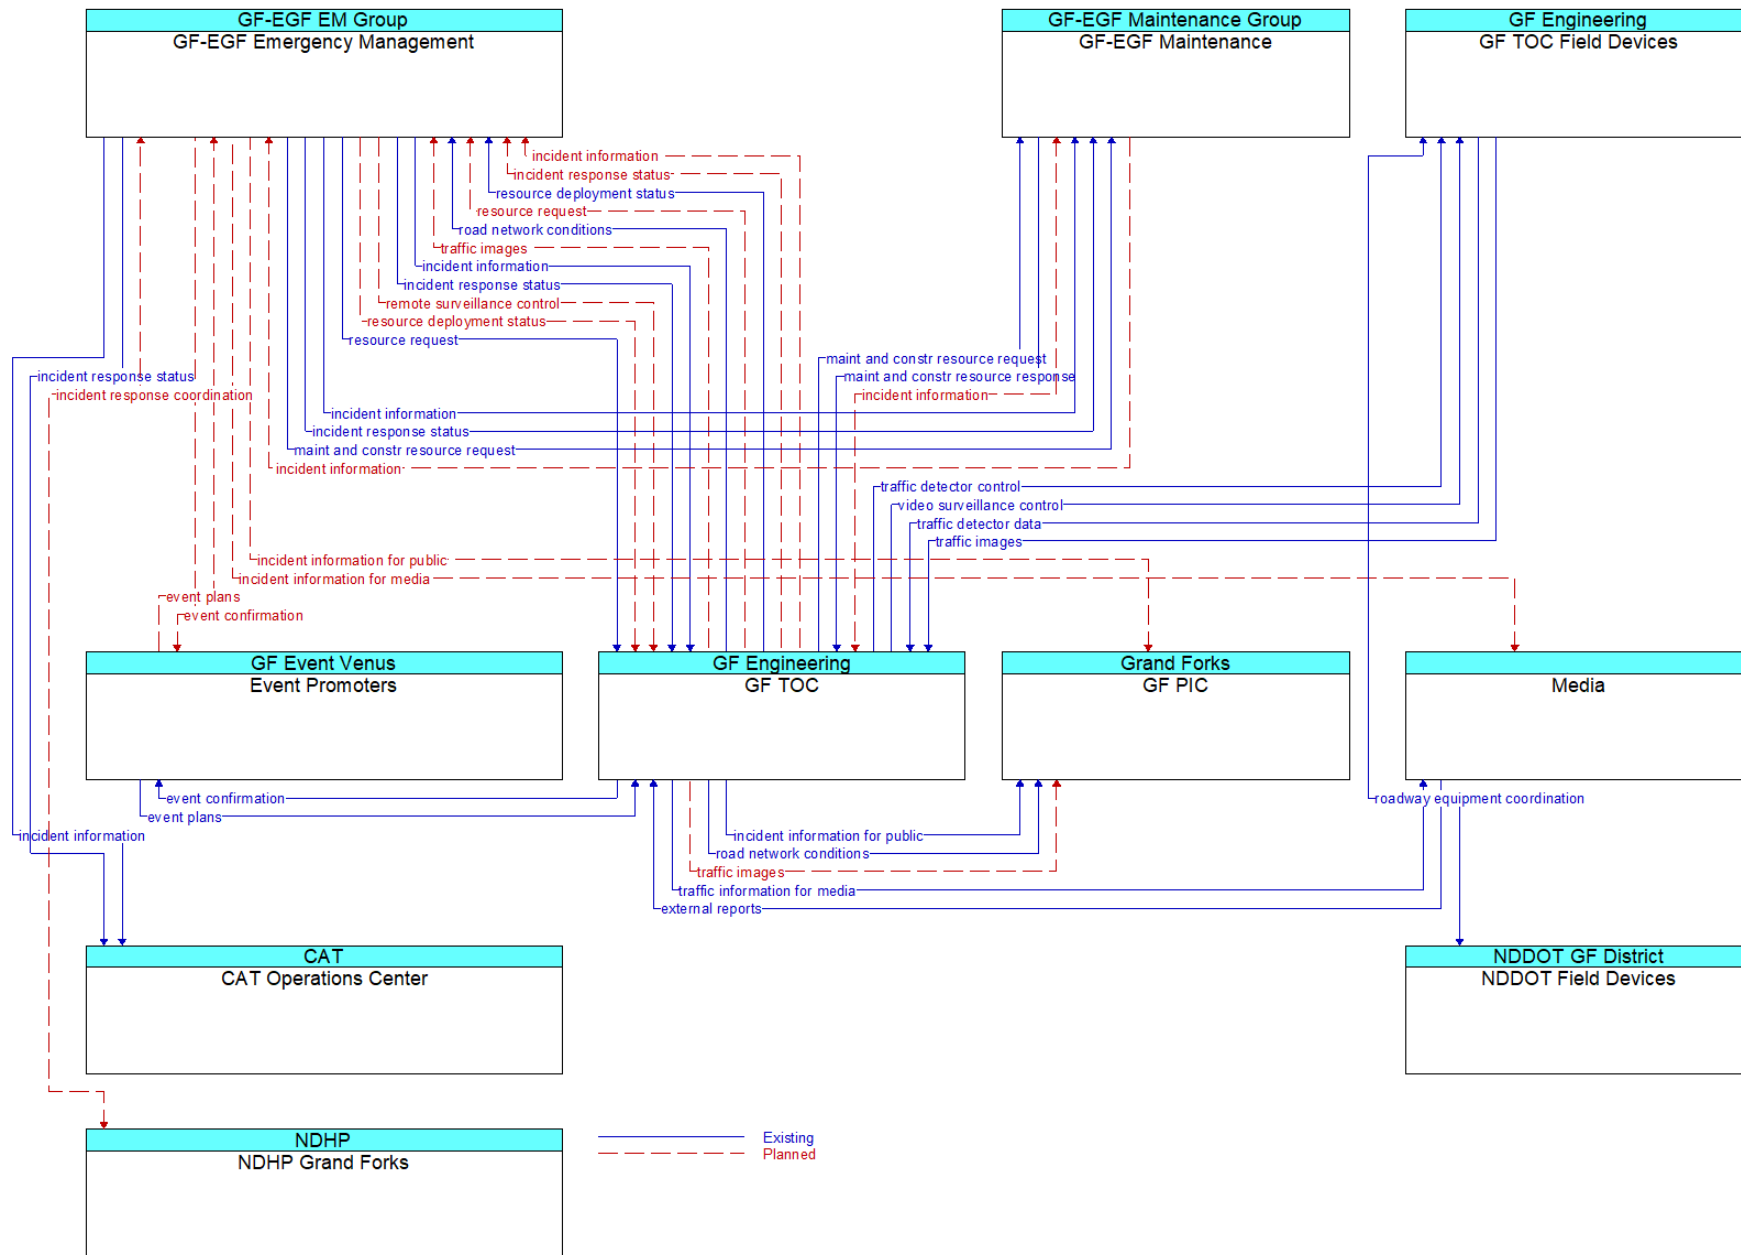 GF-EGF EM Group
GF-EGF Emergency Management
GF-EGF Maintenance Group
GF-EGF Maintenance
GF Engineering
GF TOC Field Devices
incident information
incident response status
resource deployment status
resource request
road network conditions
traffic images
incident information
incident response status
remote surveillance control
resource deployment status
resource request
maint and constr resource request
incident response status
maint and constr resource response
incident response coordination
incident information
incident information
incident response status
maint and constr resource request
incident information
traffic detector control
video surveillance control
traffic detector data
traffic images
incident information for public
incident information for media
event plans
event confirmation
GF Event Venus
Event Promoters
GF Engineering
GF TOC
Grand Forks
GF PIC
Media
event confirmation
roadway equipment coordination
event plans
incident information
incident information for public
road network conditions
traffic images
traffic information for media
external reports
CAT
CAT Operations Center
NDDOT GF District
NDDOT Field Devices
NDHP
NDHP Grand Forks
Existing
Planned